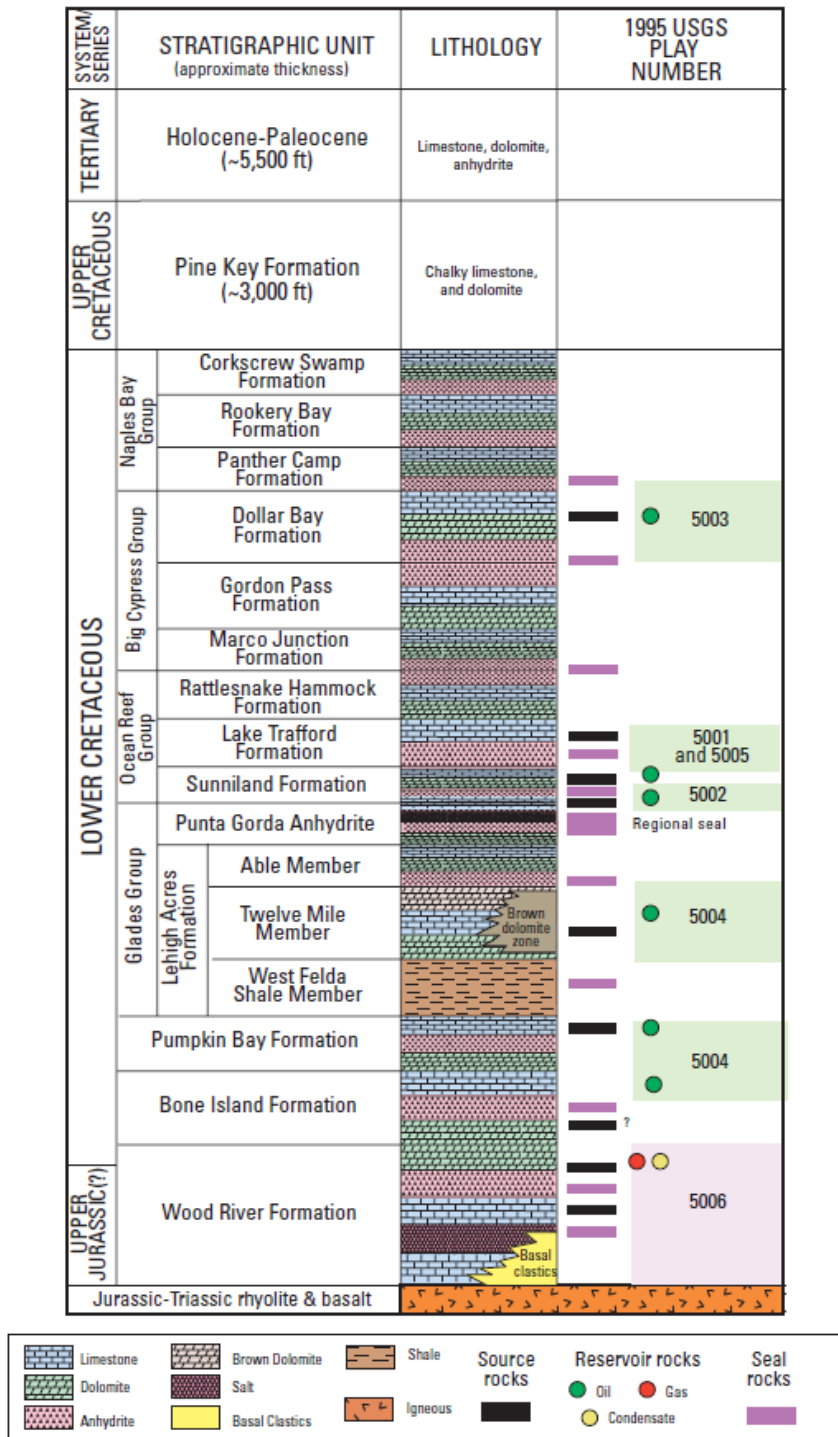 SYSTEM/
SERIES
STRATIGRAPHIC UNIT
(approximate thickness)
LITHOLOGY
1995 USGS
PLAY
NUMBER
TERTIARY
Holocene-Paleocene
(~5,500 ft)
Limestone, dolomite,
anhydrite
UPPER
CRETACEOUS
Pine Key Formation
(~3,000 ft)
Chalky limestone,
and dolomite
LOWER CRETACEOUS
Naples Bay
Group
Corkscrew Swamp
Formation
Rookery Bay
Formation
Panther Camp
Formation
Big Cypress Group
Dollar Bay
Formation
5003
Gordon Pass
Formation
Marco Junction
Formation
Ocean Reef
Group
Rattlesnake Hammock
Formation
Lake Trafford
Formation
5001
and 5005
Sunniland Formation
5002
Glades Group
Punta Gorda Anhydrite
Regional seal
Lehigh Acres
Formation
Able Member
Twelve Mile
Member
Brown
dolomite
zone
5004
West Felda
Shale Member
Pumpkin Bay Formation
5004
Bone Island Formation
?
UPPER
JURASSIC(?)
Wood River Formation
5006
Basal
clastics
Jurassic-Triassic rhyolite & basalt
Limestone
Dolomite
Anhydrite
Brown Dolomite
Salt
Basal Clastics
Shale
Igneous
Source
rocks
Reservoir rocks
Oil
Gas
Condensate
Seal
rocks